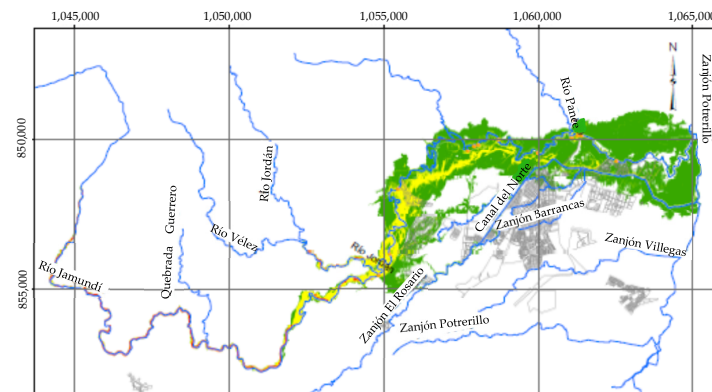 1,045,000 1,050,000 1,055,000 1,060,000 1,065,000
N
Zanjón Potrerillo
Río Pance
850,000
Río Jordán
Canal del Norte
Quebrada Guerrero
Zanjón Barrancas
Río Vélez
Zanjón Villegas
Río Jamundí
855,000
Zanjón El Rosario
Zanjón Potrerillo